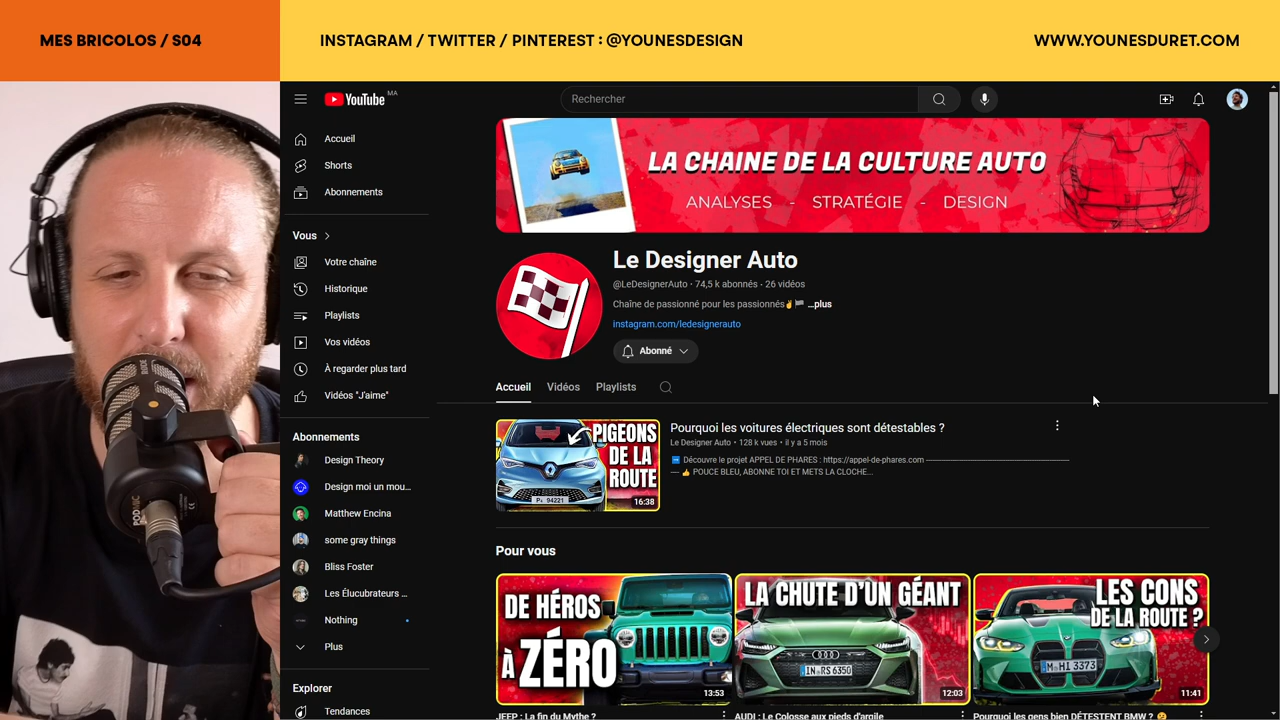 MES BRICOLOS / S04
INSTAGRAM / TWITTER / PINTEREST : @YOUNESDESIGN
WWW.YOUNESDURET.COM
YouTube MA
Rechercher
Accueil
Shorts
Abonnements
Vous
Votre chaîne
Historique
Playlists
Vos vidéos
À regarder plus tard
Vidéos "J'aime"
Abonnements
Design Theory
Design moi un mou...
Matthew Encina
some gray things
Bliss Foster
Les Élucubrateurs ...
Nothing
Plus
Explorer
Tendances
LA CHAINE DE LA CULTURE AUTO
ANALYSES - STRATÉGIE - DESIGN
Le Designer Auto
@LeDesignerAuto · 74,5 k abonnés · 26 vidéos
Chaîne de passionné pour les passionnés✌️🏁 ...plus
instagram.com/ledesignerauto
Abonné
Accueil Vidéos Playlists
PIGEONS
DE LA
ROUTE
16:38
Pourquoi les voitures électriques sont détestables ?
Le Designer Auto • 128 k vues • il y a 5 mois
➡️ Découvre le projet APPEL DE PHARES : https://appel-de-phares.com ——————————————
— 👍 POUCE BLEU, ABONNE TOI ET METS LA CLOCHE...
Pour vous
DE HÉROS
À ZÉRO
13:53
LA CHUTE D'UN GÉANT
IN RS 6350
12:03
LES CONS
DE LA ROUTE ?
M HI 3373
11:41
JEEP : La fin du Mythe ?
AUDI : Le Colosse aux pieds d'argile
Pourquoi les gens bien DÉTESTENT BMW ?
RØDE